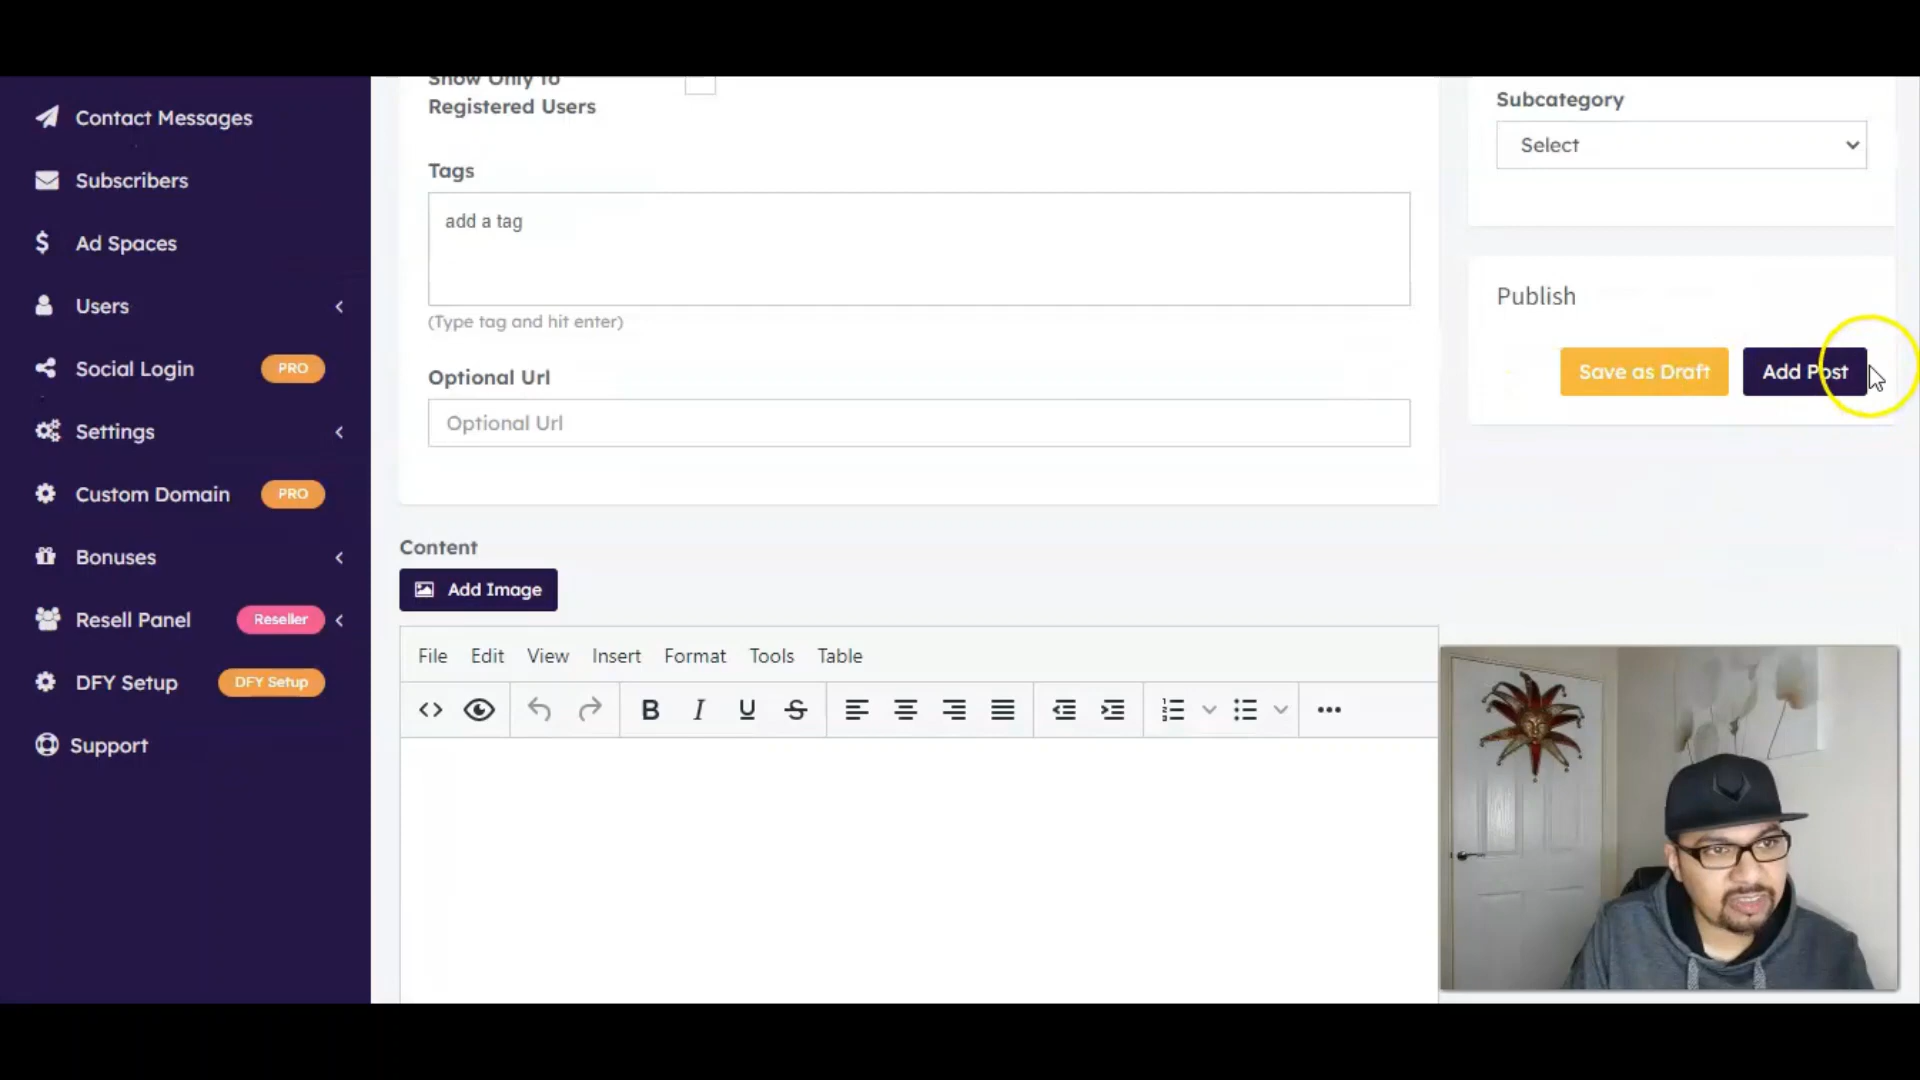 Contact Messages
Subscribers
Ad Spaces
Users
Social Login PRO
Settings
Custom Domain PRO
Bonuses
Resell Panel Reseller
DFY Setup DFY Setup
Support
Show Only to
Registered Users
Tags
add a tag
(Type tag and hit enter)
Optional Url
Optional Url
Content
Add Image
File Edit View Insert Format Tools Table
B I U S
Subcategory
Select
Publish
Save as Draft Add Post